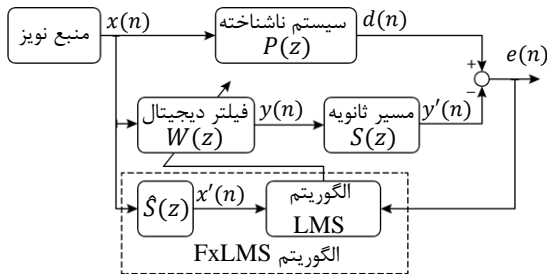 منبع نویز
x(n)
سیستم ناشناخته
P(z)
d(n)
+
e(n)
−
فیلتر دیجیتال
W(z)
y(n)
مسیر ثانویه
S(z)
y′(n)
Ŝ(z)
x′(n)
الگوریتم
LMS
الگوریتم FxLMS